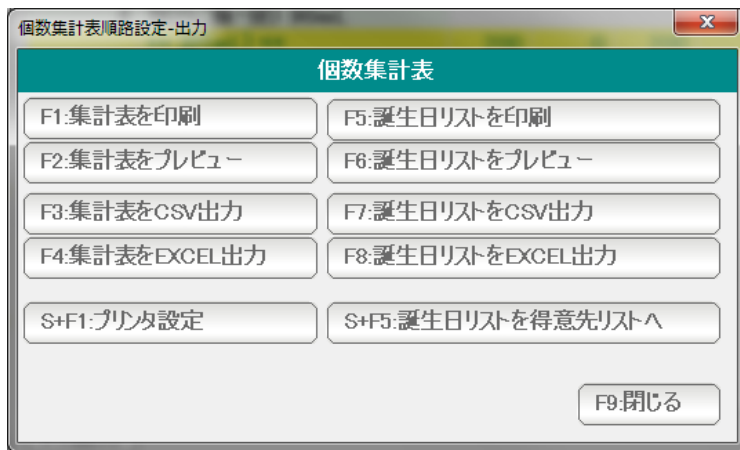 個数集計表順路設定-出力
個数集計表
F1:集計表を印刷
F5:誕生日リストを印刷
F2:集計表をプレビュー
F6:誕生日リストをプレビュー
F3:集計表をCSV出力
F7:誕生日リストをCSV出力
F4:集計表をEXCEL出力
F8:誕生日リストをEXCEL出力
S+F1:プリンタ設定
S+F5:誕生日リストを得意先リストへ
F9:閉じる